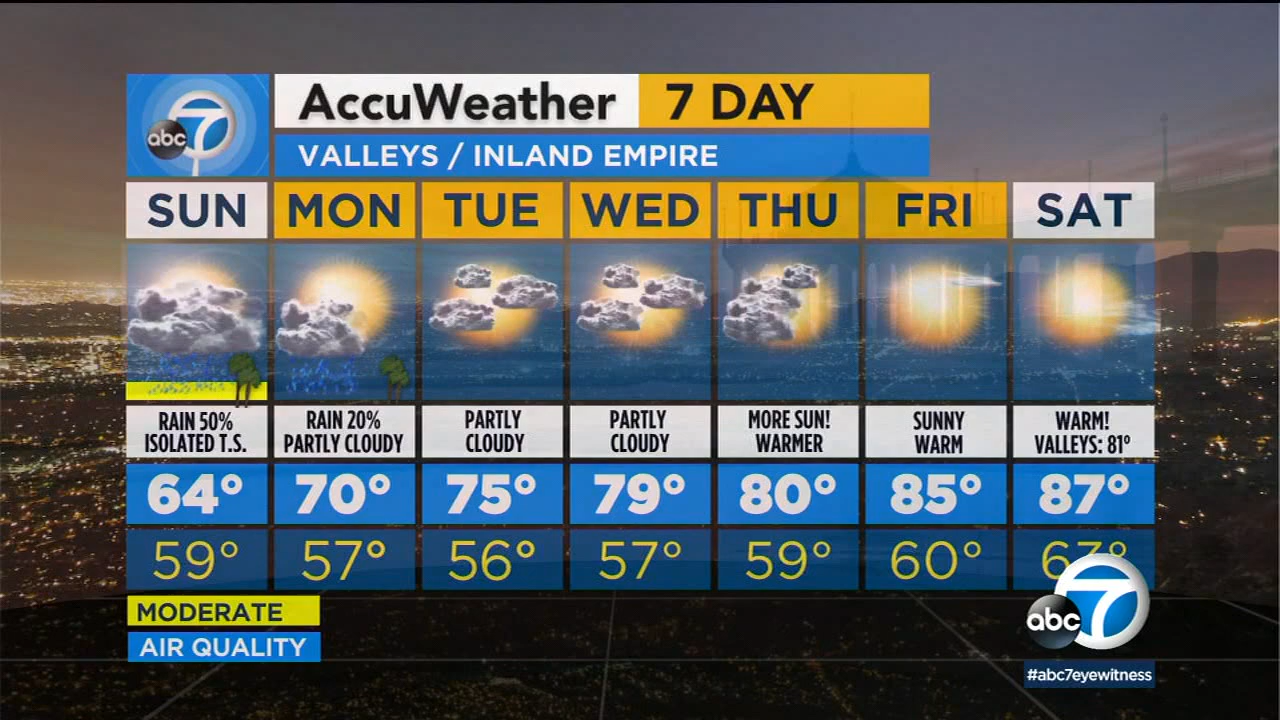 abc 7
AccuWeather 7 DAY
VALLEYS / INLAND EMPIRE
SUN MON TUE WED THU FRI SAT
RAIN 50% ISOLATED T.S.
RAIN 20% PARTLY CLOUDY
PARTLY CLOUDY
PARTLY CLOUDY
MORE SUN! WARMER
SUNNY WARM
WARM! VALLEYS: 81°
64° 70° 75° 79° 80° 85° 87°
59° 57° 56° 57° 59° 60°
MODERATE
AIR QUALITY
abc 7
#abc7eyewitness